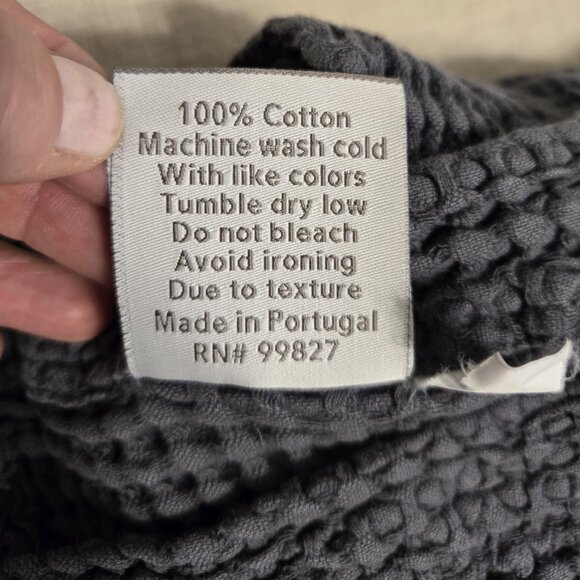 100% Cotton
Machine wash cold
With like colors
Tumble dry low
Do not bleach
Avoid ironing
Due to texture
Made in Portugal
RN# 99827